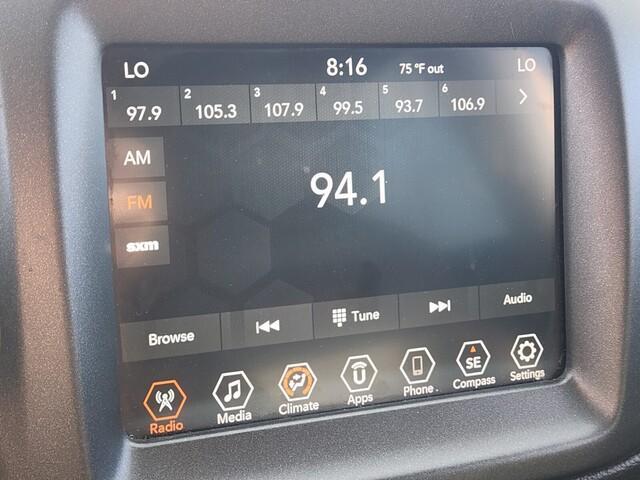 LO 8:16 75 °F out LO
1 97.9 2 105.3 3 107.9 4 99.5 5 93.7 6 106.9
AM
FM
sxm
94.1
Browse Tune Audio
Radio Media Climate Apps Phone SE Compass Settings